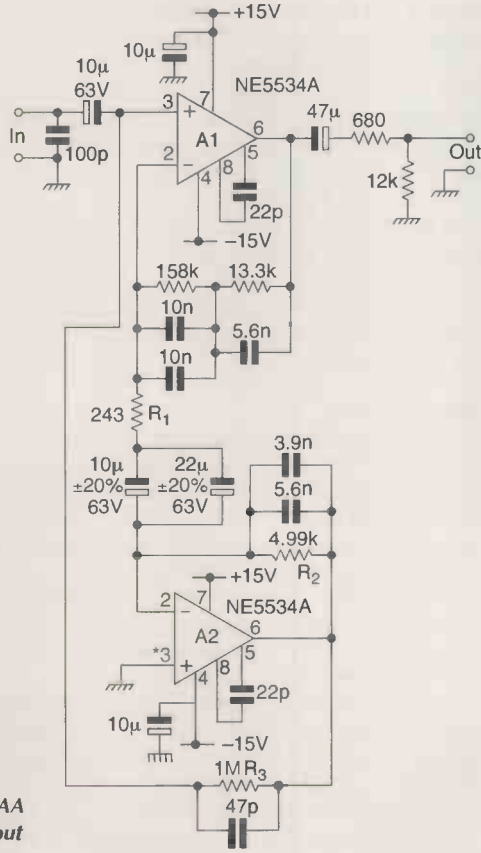 +15V
10µ
10µ
63V
NE5534A
47µ
680
7
3
+
A1
6
In
100p
2
−
8
5
4
22p
12k
Out
−15V
158k
13.3k
10n
10n
5.6n
243
R1
10µ
±20%
63V
22µ
±20%
63V
3.9n
5.6n
4.99k
R2
+15V
7
NE5534A
2
−
A2
6
*3
+
8
5
4
22p
10µ
−15V
1M R3
47p
AA
out